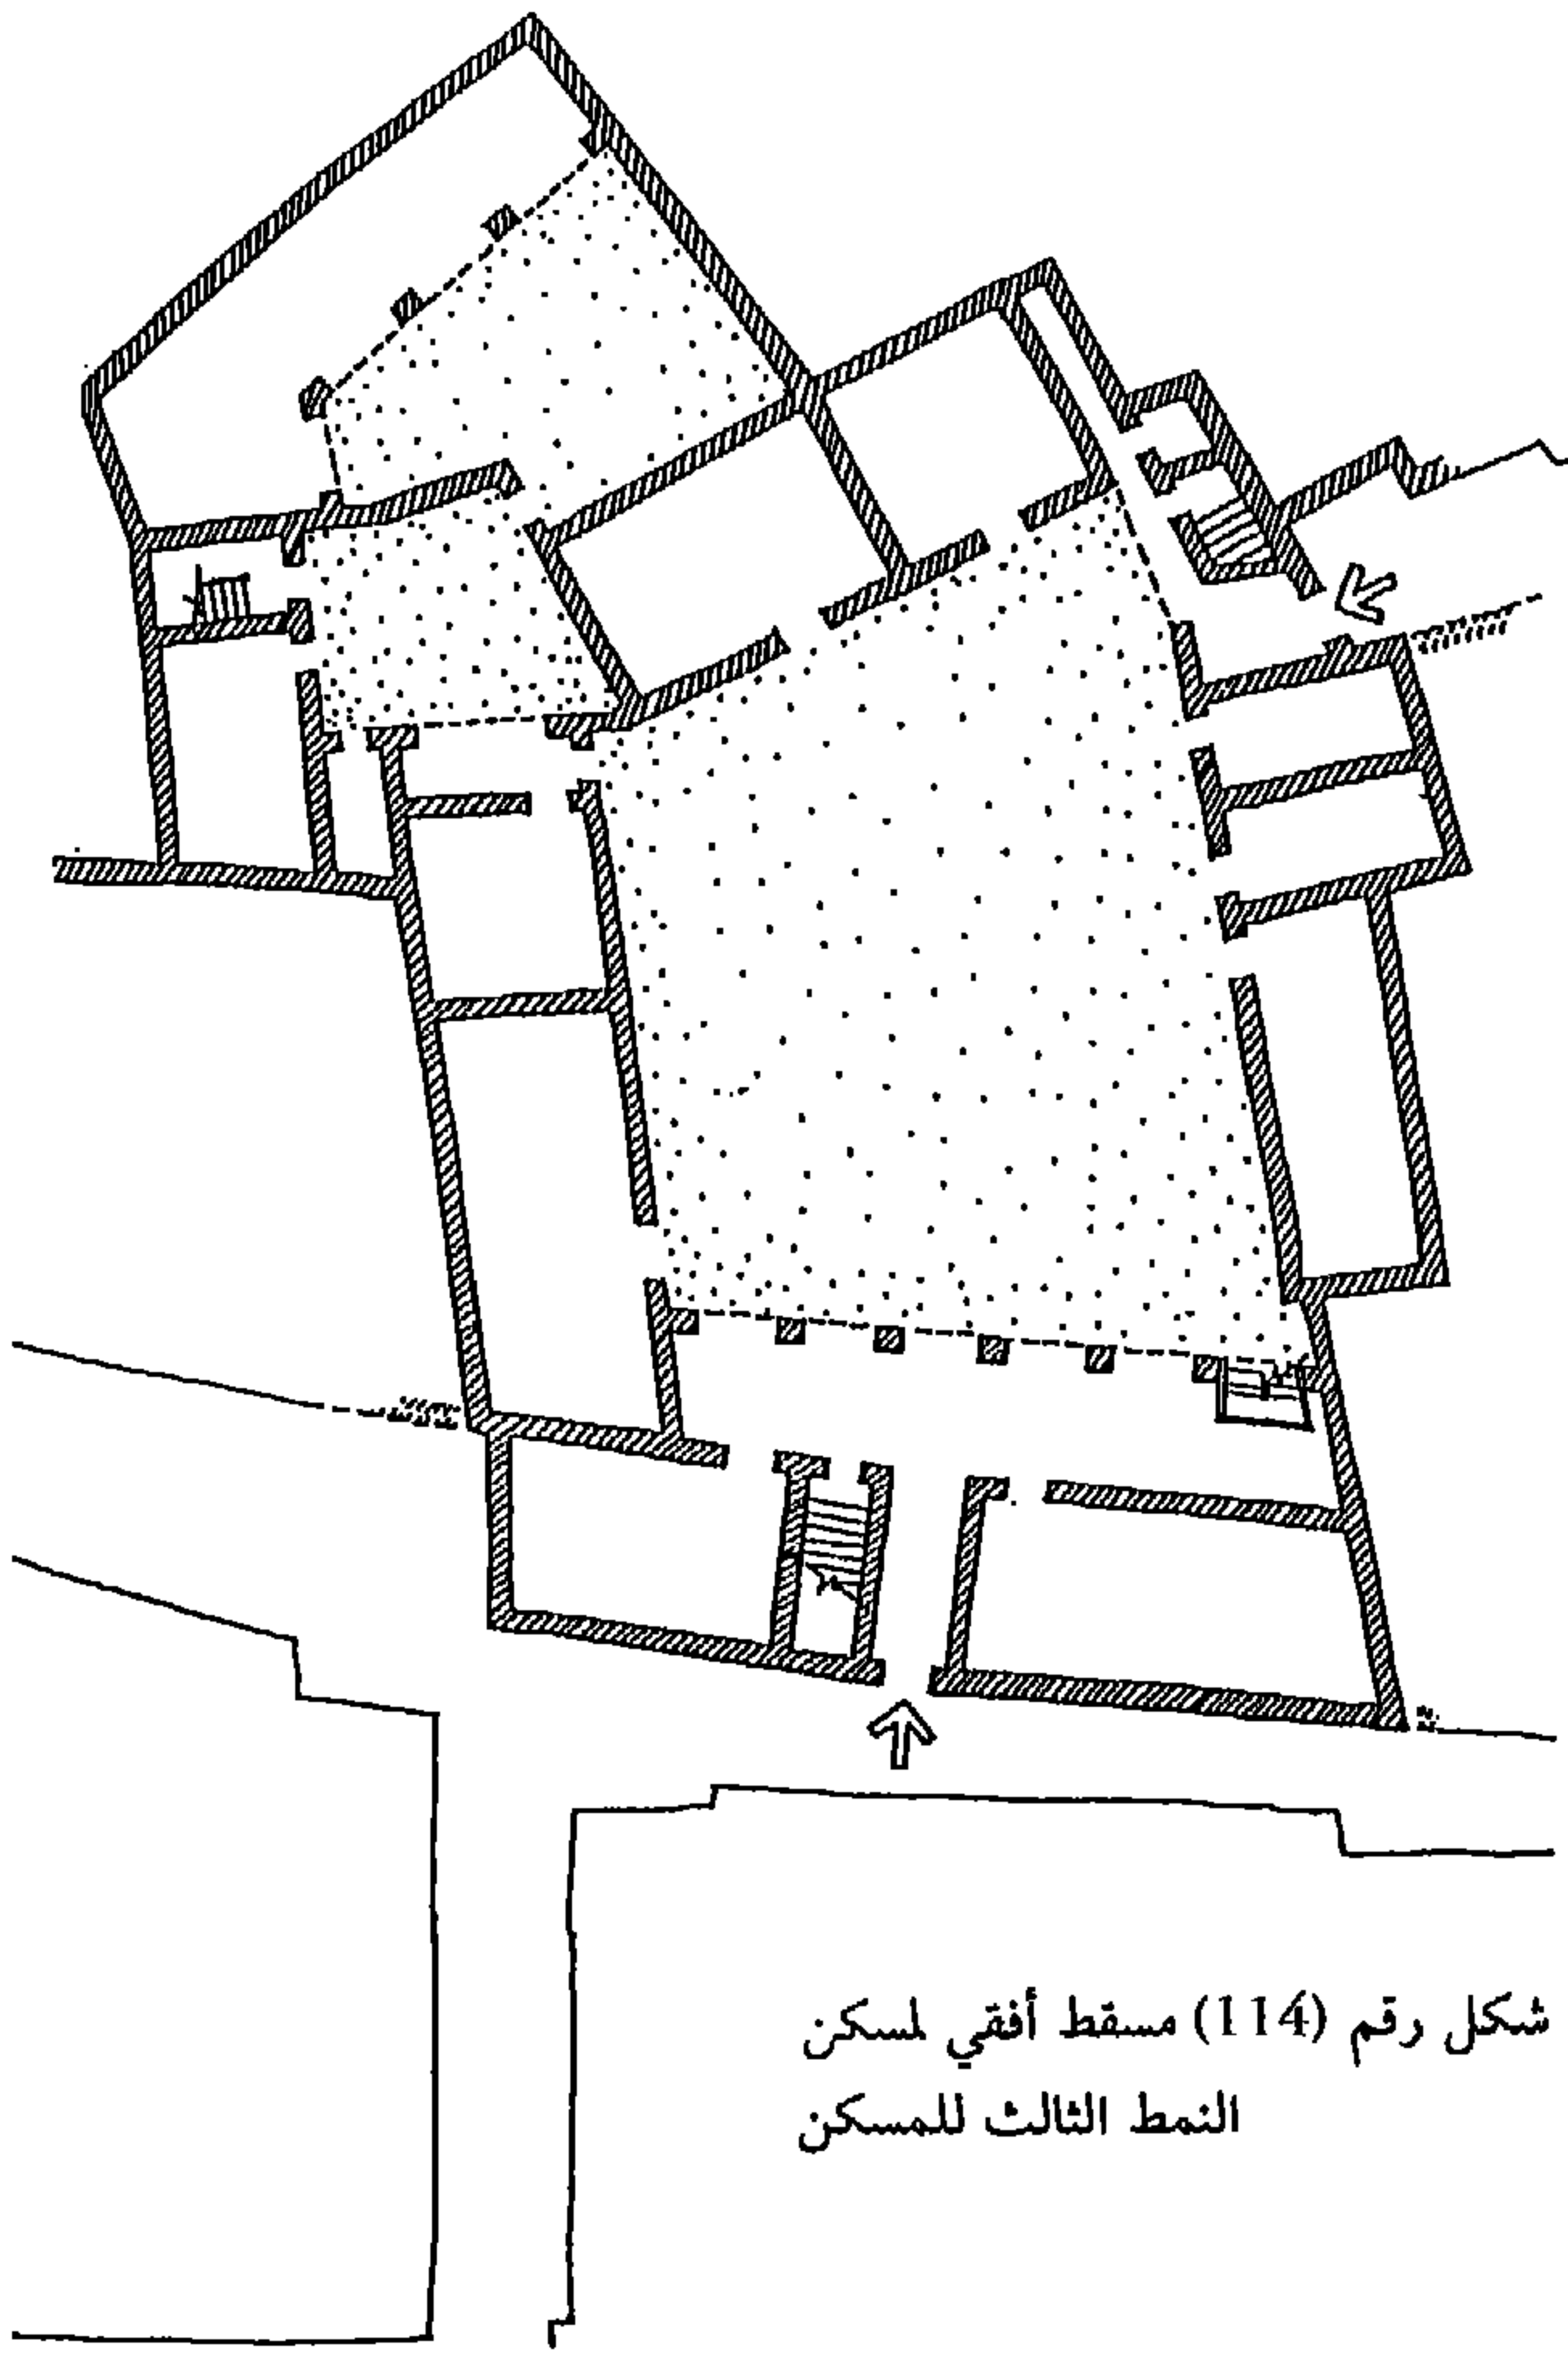 شكل رقم (114) مسقط أفقي لمسكن
النمط الثالث للمسكن